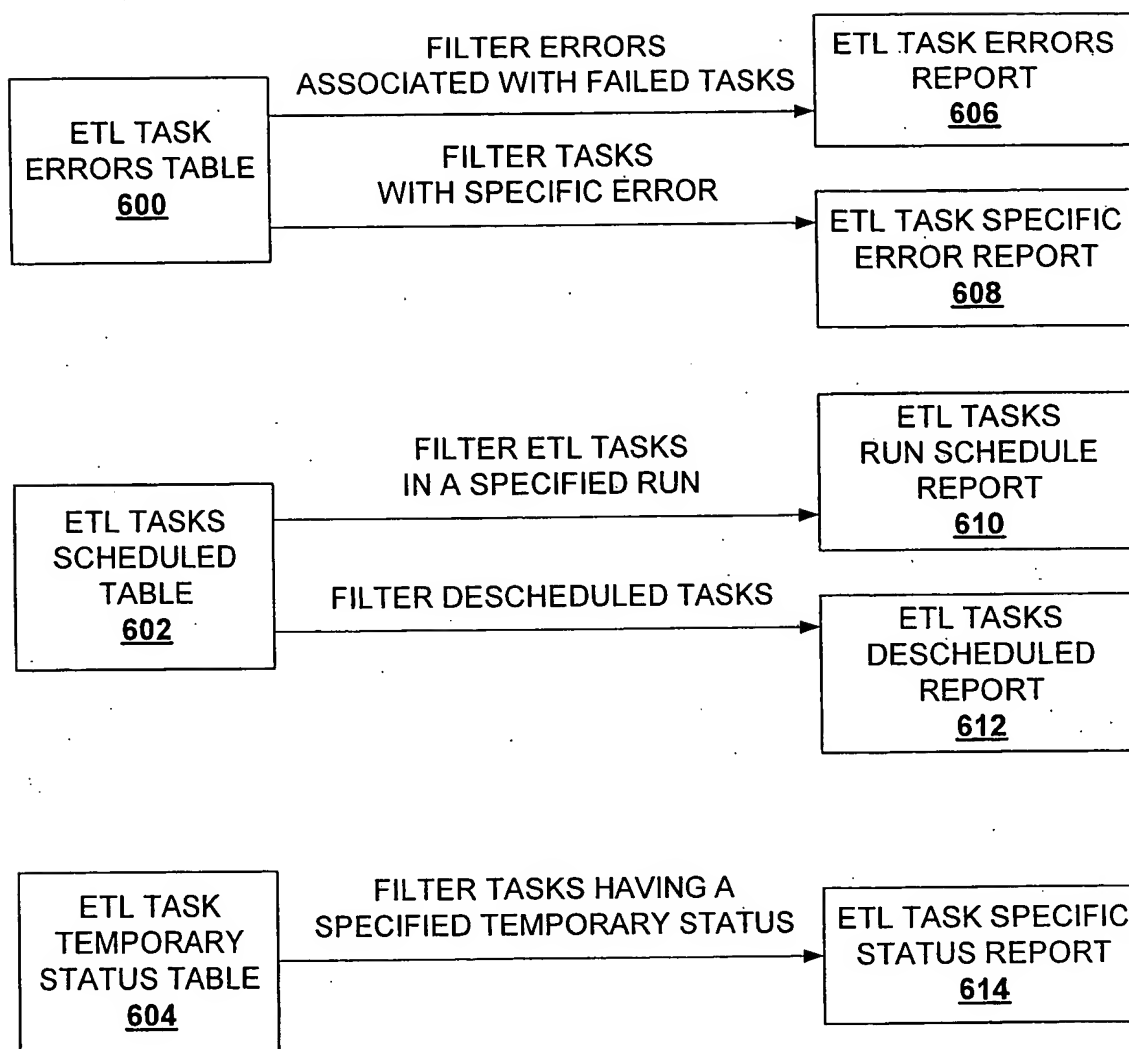 ETL TASK
ERRORS TABLE
600
FILTER ERRORS
ASSOCIATED WITH FAILED TASKS
ETL TASK ERRORS
REPORT
606
FILTER TASKS
WITH SPECIFIC ERROR
ETL TASK SPECIFIC
ERROR REPORT
608
ETL TASKS
SCHEDULED
TABLE
602
FILTER ETL TASKS
IN A SPECIFIED RUN
ETL TASKS
RUN SCHEDULE
REPORT
610
FILTER DESCHEDULED TASKS
ETL TASKS
DESCHEDULED
REPORT
612
ETL TASK
TEMPORARY
STATUS TABLE
604
FILTER TASKS HAVING A
SPECIFIED TEMPORARY STATUS
ETL TASK SPECIFIC
STATUS REPORT
614